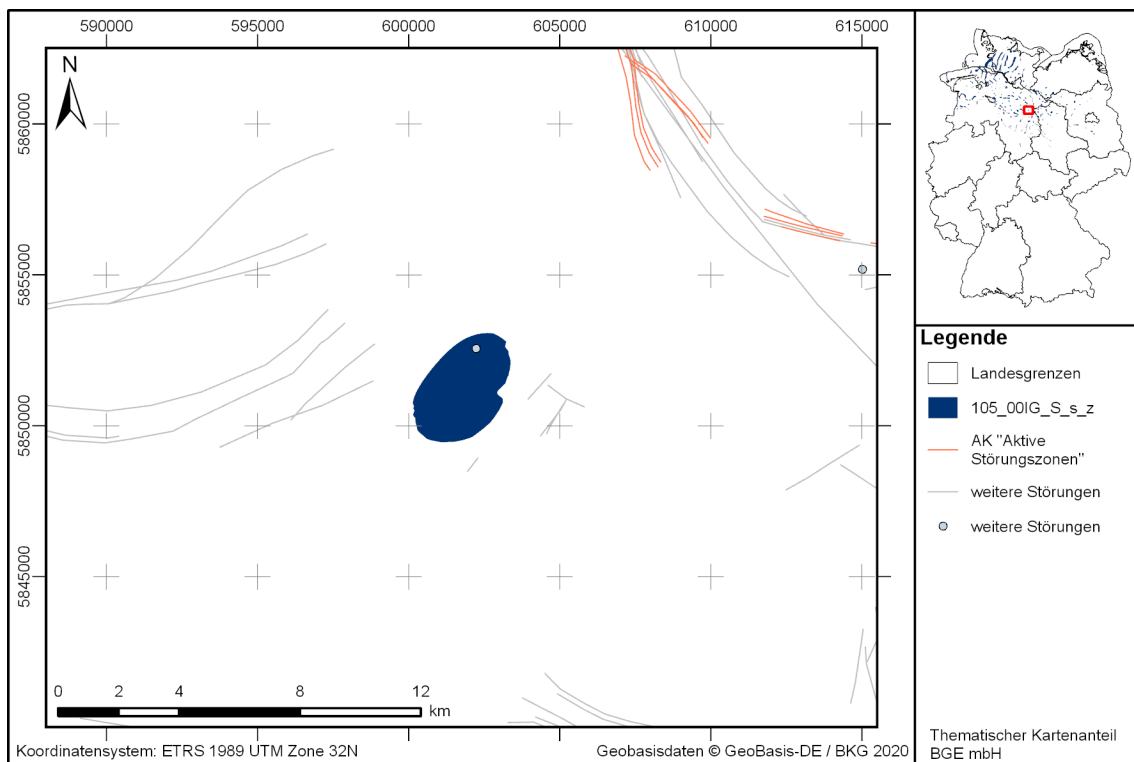 590000 595000 600000 605000 610000 615000
N
5860000
5855000
5850000
5845000
0 2 4 8 12
km
Koordinatensystem: ETRS 1989 UTM Zone 32N
Geobasisdaten © GeoBasis-DE / BKG 2020
Legende
Landesgrenzen
105_00IG_S_s_z
AK "Aktive
Störungszonen"
weitere Störungen
weitere Störungen
Thematischer Kartenanteil
BGE mbH